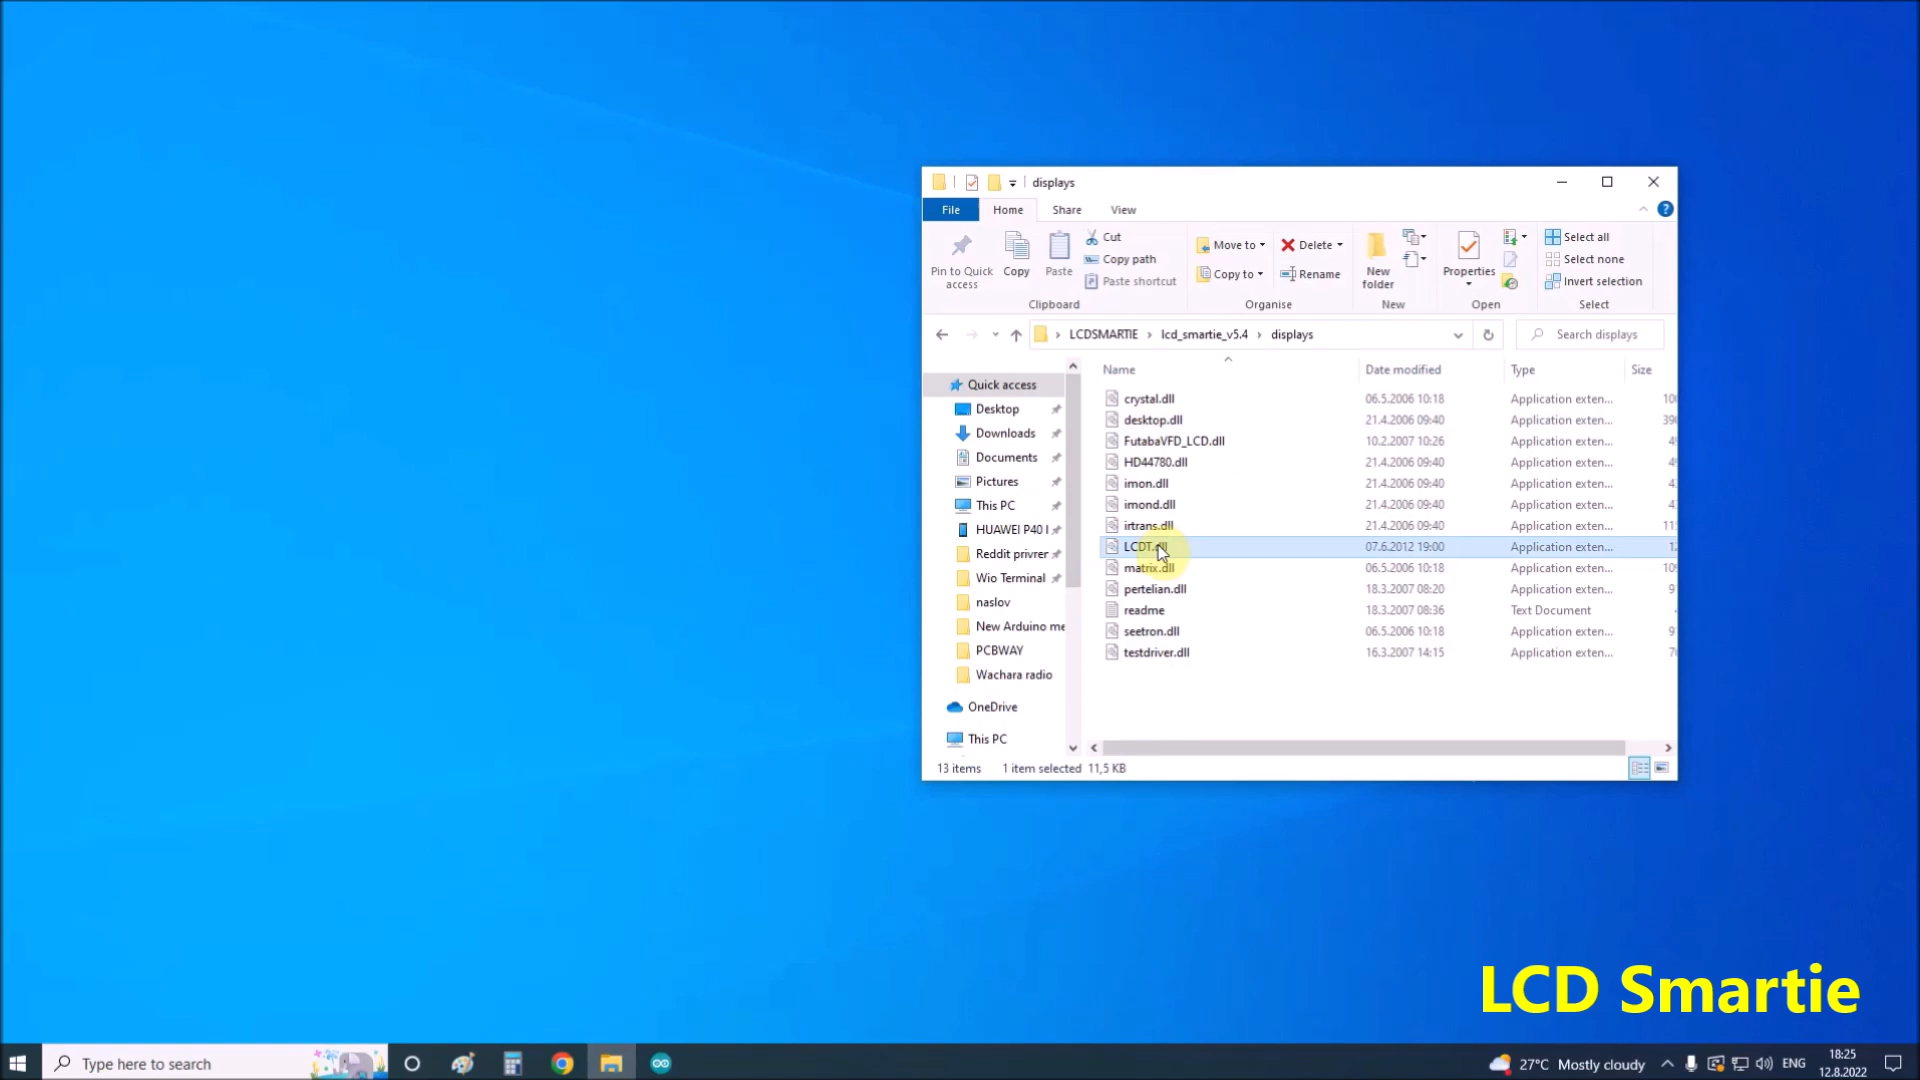 displays
File Home Share View
Pin to Quick access
Copy
Paste
Cut
Copy path
Paste shortcut
Clipboard
Move to
Copy to
Delete
Rename
Organise
New folder
New
Properties
Open
Select all
Select none
Invert selection
Select
LCDSMARTIE lcd_smartie_v5.4 displays
Search displays
Quick access
Desktop
Downloads
Documents
Pictures
This PC
HUAWEI P40 l
Reddit privrer
Wio Terminal
naslov
New Arduino me
PCBWAY
Wachara radio
OneDrive
This PC
Name Date modified Type Size
crystal.dll 06.5.2006 10:18 Application exten...
desktop.dll 21.4.2006 09:40 Application exten...
FutabaVFD_LCD.dll 10.2.2007 10:26 Application exten...
HD44780.dll 21.4.2006 09:40 Application exten...
imon.dll 21.4.2006 09:40 Application exten...
imond.dll 21.4.2006 09:40 Application exten...
irtrans.dll 21.4.2006 09:40 Application exten...
LCDT.dll 07.6.2012 19:00 Application exten...
matrix.dll 06.5.2006 10:18 Application exten...
pertelian.dll 18.3.2007 08:20 Application exten...
readme 18.3.2007 08:36 Text Document
seetron.dll 06.5.2006 10:18 Application exten...
testdriver.dll 16.3.2007 14:15 Application exten...
13 items 1 item selected 11,5 KB
LCD Smartie
Type here to search
27°C Mostly cloudy
ENG
18:25
12.8.2022